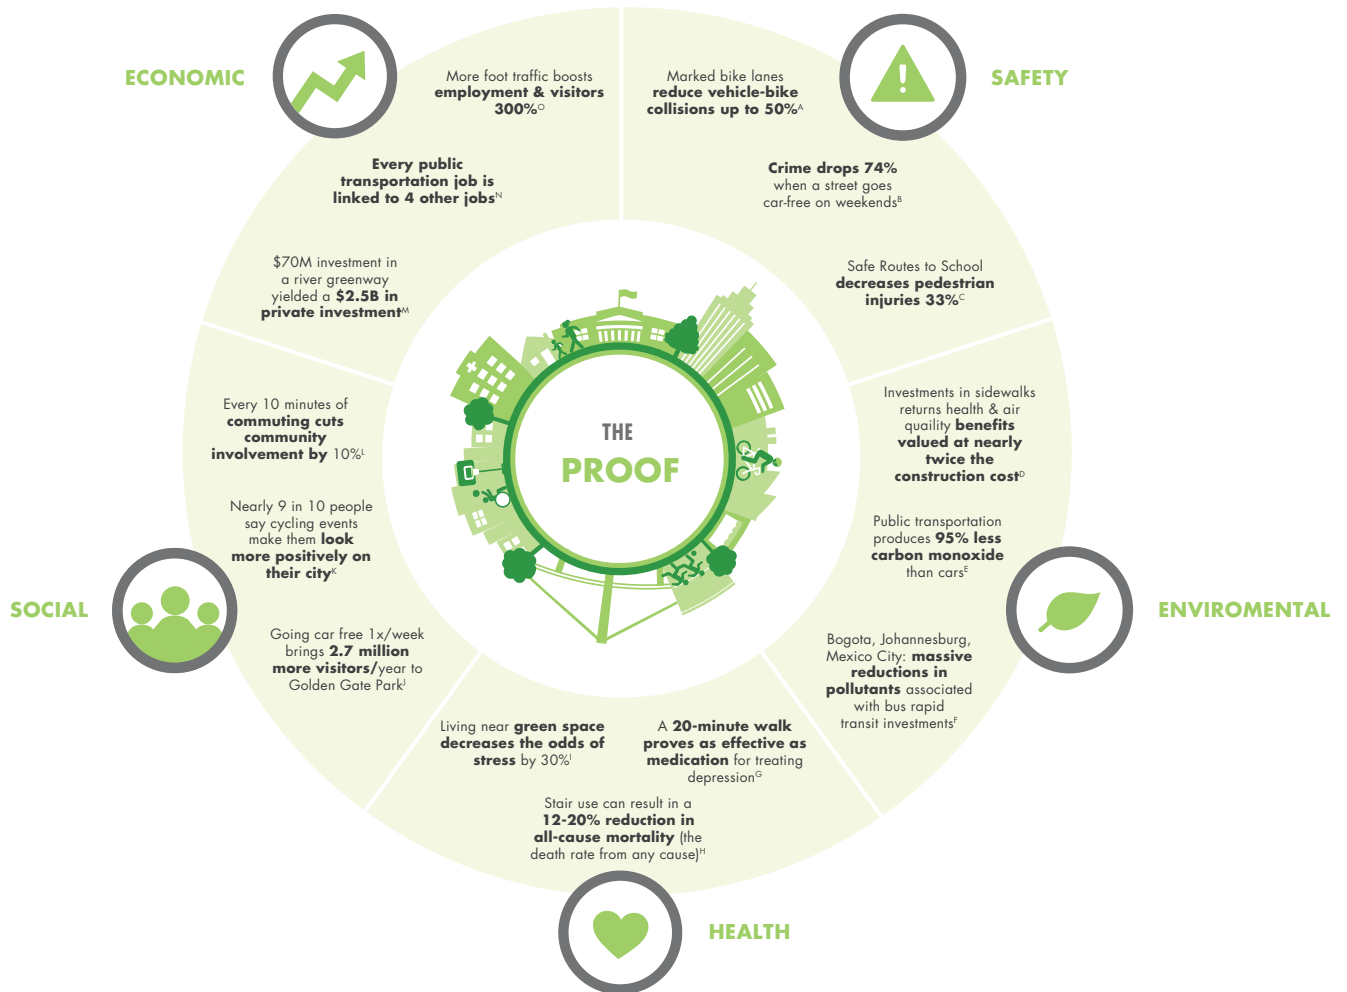 THE
PROOF
ECONOMIC
More foot traffic boosts
employment & visitors
300%O
Every public
transportation job is
linked to 4 other jobsN
$70M investment in
a river greenway
yielded a $2.5B in
private investmentM
SAFETY
Marked bike lanes
reduce vehicle-bike
collisions up to 50%A
Crime drops 74%
when a street goes
car-free on weekendsB
Safe Routes to School
decreases pedestrian
injuries 33%C
ENVIROMENTAL
Investments in sidewalks
returns health & air
quaility benefits
valued at nearly
twice the
construction costD
Public transportation
produces 95% less
carbon monoxide
than carsE
Bogota, Johannesburg,
Mexico City: massive
reductions in
pollutants associated
with bus rapid
transit investmentsF
HEALTH
A 20-minute walk
proves as effective as
medication for treating
depressionG
Stair use can result in a
12-20% reduction in
all-cause mortality (the
death rate from any cause)H
Living near green space
decreases the odds of
stress by 30%I
SOCIAL
Going car free 1x/week
brings 2.7 million
more visitors/year to
Golden Gate ParkJ
Nearly 9 in 10 people
say cycling events
make them look
more positively on
their cityK
Every 10 minutes of
commuting cuts
community
involvement by 10%L